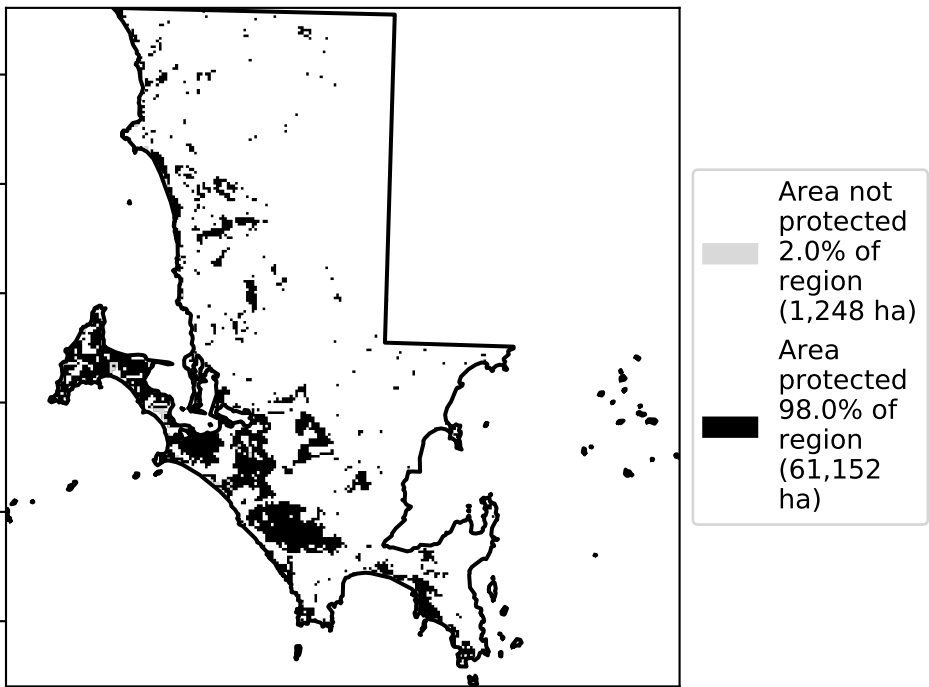 Area not
protected
2.0% of
region
(1,248 ha)
Area
protected
98.0% of
region
(61,152
ha)